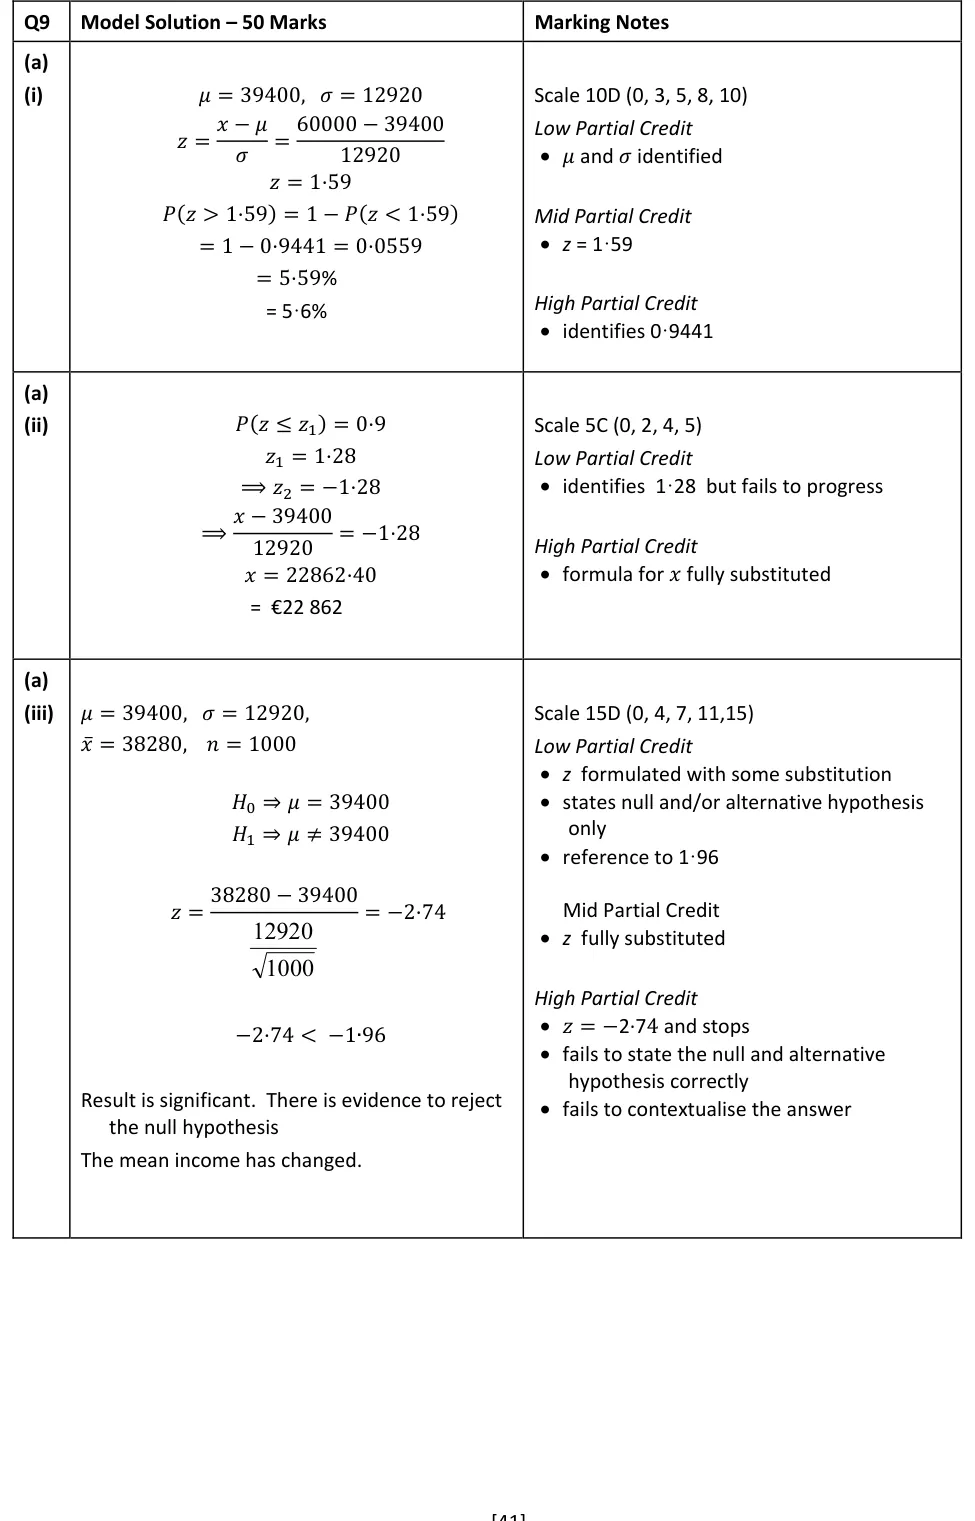 Q9 Model Solution – 50 Marks Marking Notes
(a)
(i)
μ = 39400, σ = 12920
z = (x − μ)/σ = (60000 − 39400)/12920
z = 1·59
P(z > 1·59) = 1 − P(z < 1·59)
= 1 − 0·9441 = 0·0559
= 5·59%
= 5·6%
Scale 10D (0, 3, 5, 8, 10)
Low Partial Credit
• μ and σ identified
Mid Partial Credit
• z = 1·59
High Partial Credit
• identifies 0·9441
(a)
(ii)
P(z ≤ z₁) = 0·9
z₁ = 1·28
⟹ z₂ = −1·28
⟹ (x − 39400)/12920 = −1·28
x = 22862·40
= €22 862
Scale 5C (0, 2, 4, 5)
Low Partial Credit
• identifies 1·28 but fails to progress
High Partial Credit
• formula for x fully substituted
(a)
(iii)
μ = 39400, σ = 12920,
x̄ = 38280, n = 1000
H₀ ⇒ μ = 39400
H₁ ⇒ μ ≠ 39400
z = (38280 − 39400)/(12920/√1000) = −2·74
−2·74 < −1·96
Result is significant. There is evidence to reject
the null hypothesis
The mean income has changed.
Scale 15D (0, 4, 7, 11,15)
Low Partial Credit
• z formulated with some substitution
• states null and/or alternative hypothesis
only
• reference to 1·96
Mid Partial Credit
• z fully substituted
High Partial Credit
• z = −2·74 and stops
• fails to state the null and alternative
hypothesis correctly
• fails to contextualise the answer
[41]